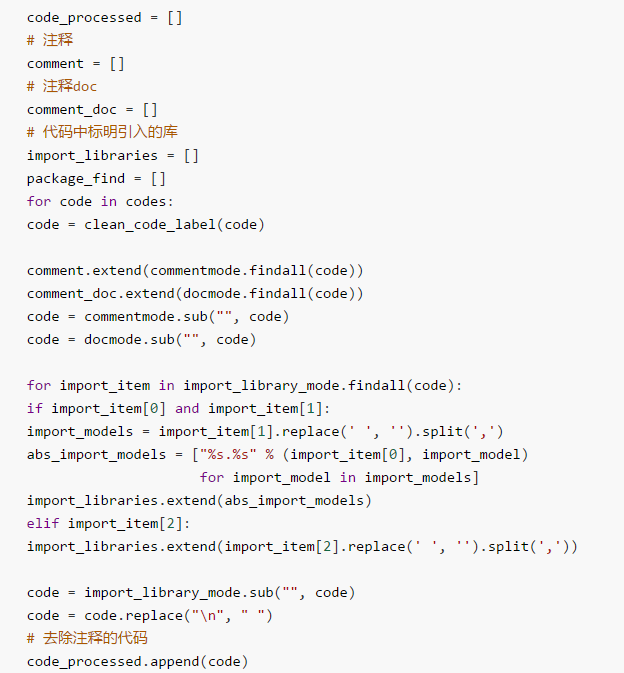 code_processed = []
# 注释
comment = []
# 注释doc
comment_doc = []
# 代码中标明引入的库
import_libraries = []
package_find = []
for code in codes:
code = clean_code_label(code)
comment.extend(commentmode.findall(code))
comment_doc.extend(docmode.findall(code))
code = commentmode.sub("", code)
code = docmode.sub("", code)
for import_item in import_library_mode.findall(code):
if import_item[0] and import_item[1]:
import_models = import_item[1].replace(' ', '').split(',')
abs_import_models = ["%s.%s" % (import_item[0], import_model)
for import_model in import_models]
import_libraries.extend(abs_import_models)
elif import_item[2]:
import_libraries.extend(import_item[2].replace(' ', '').split(','))
code = import_library_mode.sub("", code)
code = code.replace("\n", " ")
# 去除注释的代码
code_processed.append(code)